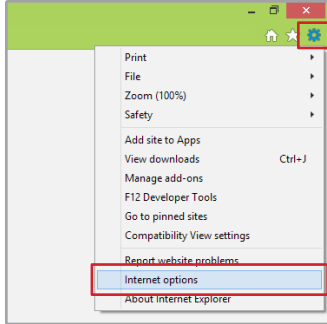 Print
File
Zoom (100%)
Safety
Add site to Apps
View downloads Ctrl+J
Manage add-ons
F12 Developer Tools
Go to pinned sites
Compatibility View settings
Report website problems
Internet options
About Internet Explorer